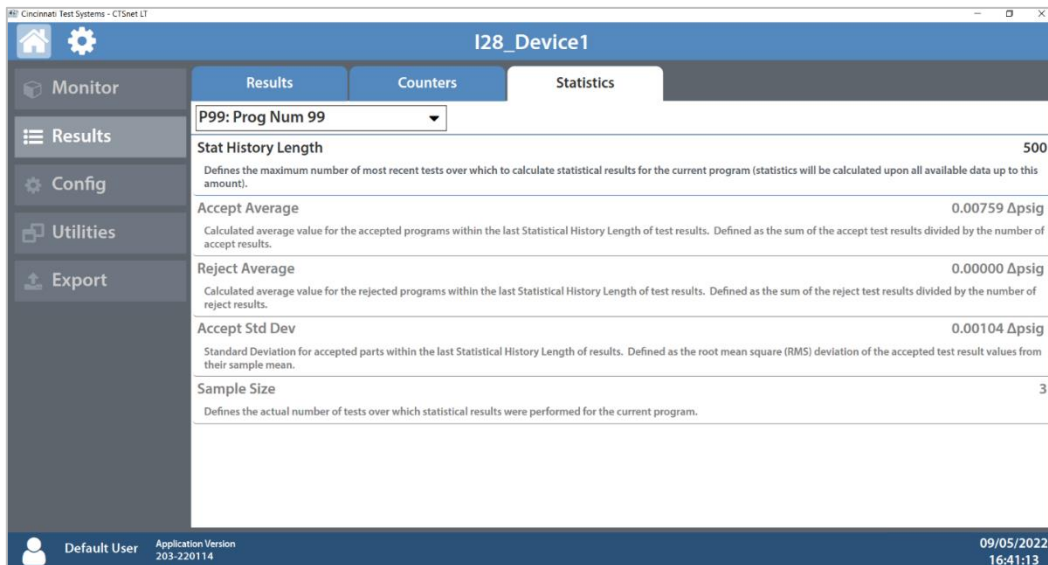 Cincinnati Test Systems - CTSnet LT
I28_Device1
Monitor
Results
Config
Utilities
Export
Results Counters Statistics
P99: Prog Num 99
Stat History Length 500
Defines the maximum number of most recent tests over which to calculate statistical results for the current program (statistics will be calculated upon all available data up to this
amount).
Accept Average 0.00759 Δpsig
Calculated average value for the accepted programs within the last Statistical History Length of test results. Defined as the sum of the accept test results divided by the number of
accept results.
Reject Average 0.00000 Δpsig
Calculated average value for the rejected programs within the last Statistical History Length of test results. Defined as the sum of the reject test results divided by the number of
reject results.
Accept Std Dev 0.00104 Δpsig
Standard Deviation for accepted parts within the last Statistical History Length of results. Defined as the root mean square (RMS) deviation of the accepted test result values from
their sample mean.
Sample Size 3
Defines the actual number of tests over which statistical results were performed for the current program.
Default User
Application Version
203-220114
09/05/2022
16:41:13